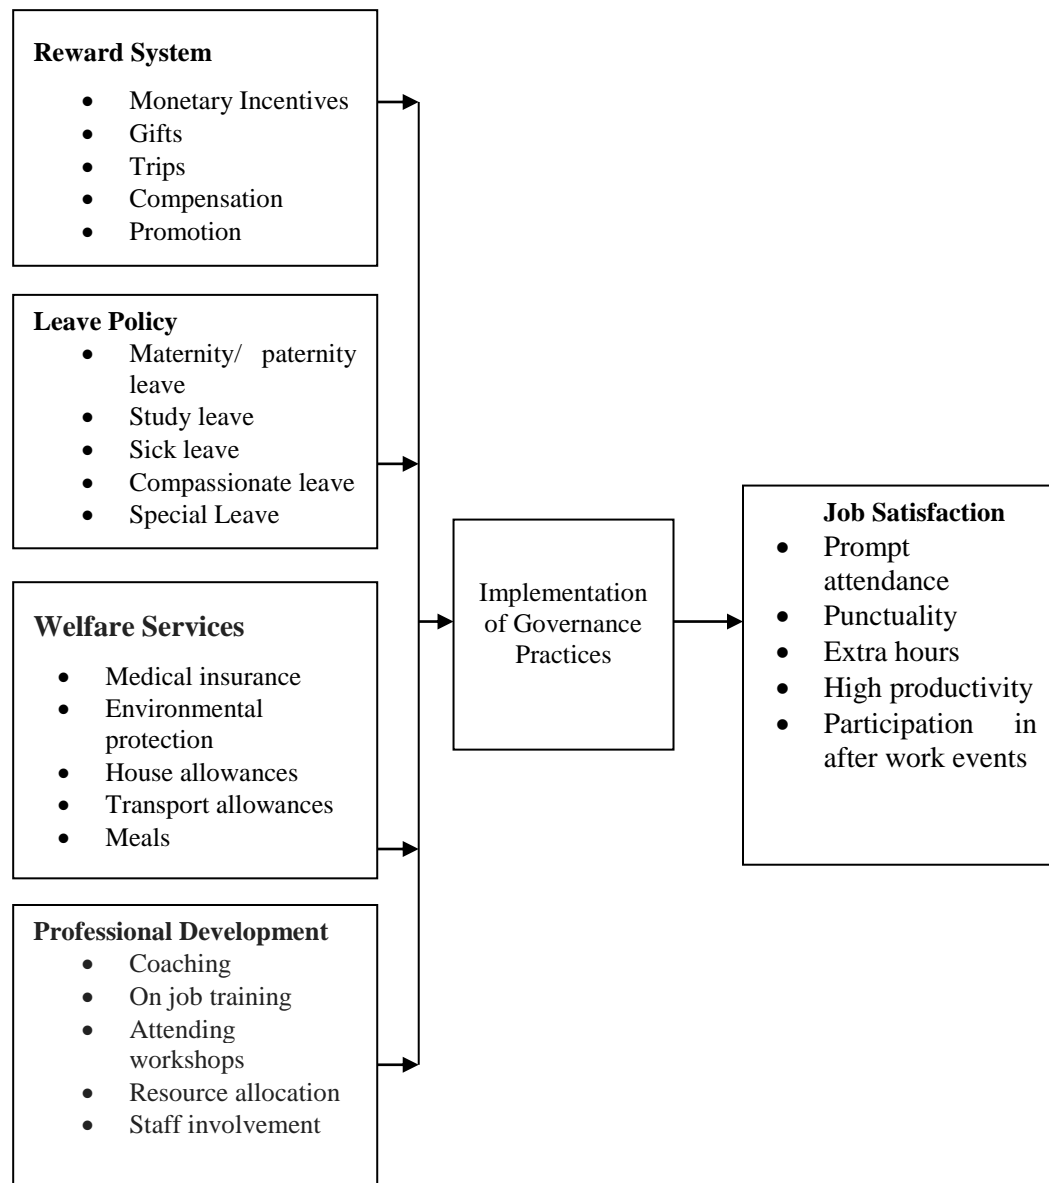 Reward System
• Monetary Incentives
• Gifts
• Trips
• Compensation
• Promotion
Leave Policy
• Maternity/ paternity
leave
• Study leave
• Sick leave
• Compassionate leave
• Special Leave
Welfare Services
• Medical insurance
• Environmental
protection
• House allowances
• Transport allowances
• Meals
Professional Development
• Coaching
• On job training
• Attending
workshops
• Resource allocation
• Staff involvement
Implementation
of Governance
Practices
Job Satisfaction
• Prompt
attendance
• Punctuality
• Extra hours
• High productivity
• Participation in
after work events